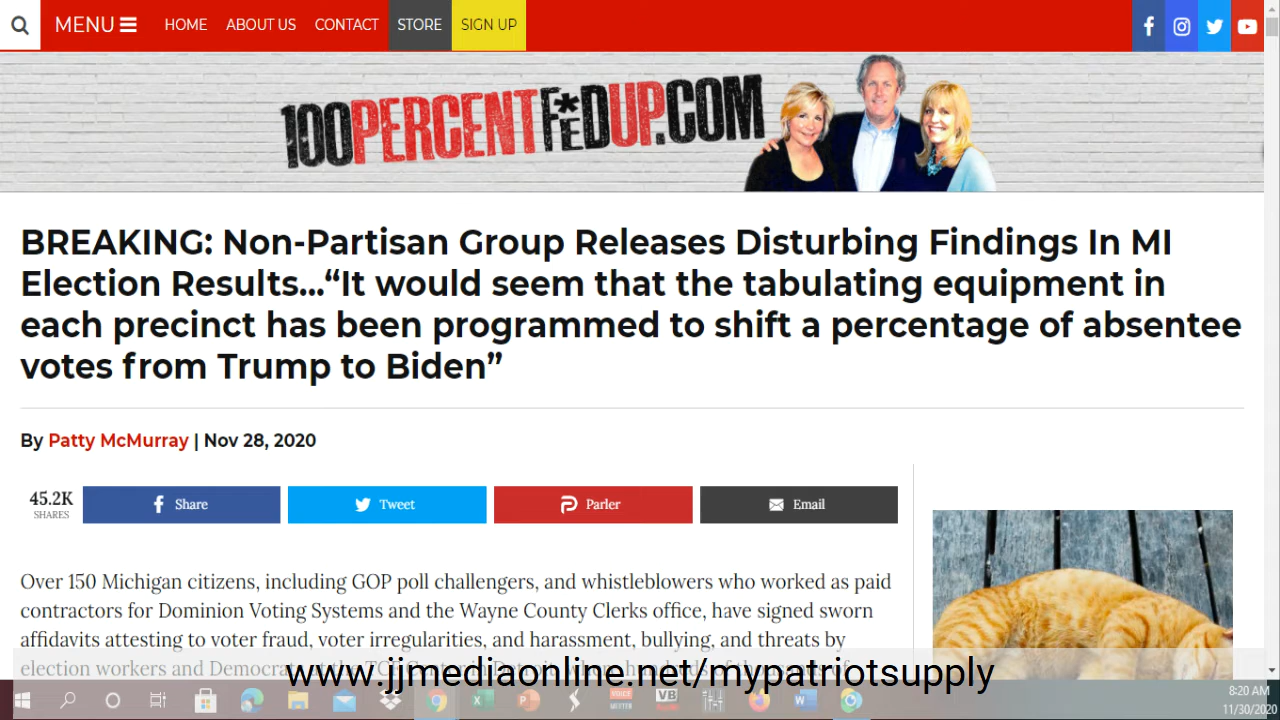 MENU HOME ABOUT US CONTACT STORE SIGN UP
100PERCENTF*EDUP.COM
BREAKING: Non-Partisan Group Releases Disturbing Findings In MI
Election Results…“It would seem that the tabulating equipment in
each precinct has been programmed to shift a percentage of absentee
votes from Trump to Biden”
By Patty McMurray | Nov 28, 2020
45.2K
SHARES
Share Tweet Parler Email
Over 150 Michigan citizens, including GOP poll challengers, and whistleblowers who worked as paid
contractors for Dominion Voting Systems and the Wayne County Clerks office, have signed sworn
affidavits attesting to voter fraud, voter irregularities, and harassment, bullying, and threats by
election workers and Democrat
www.jjmediaonline.net/mypatriotsupply
8:20 AM
11/30/2020